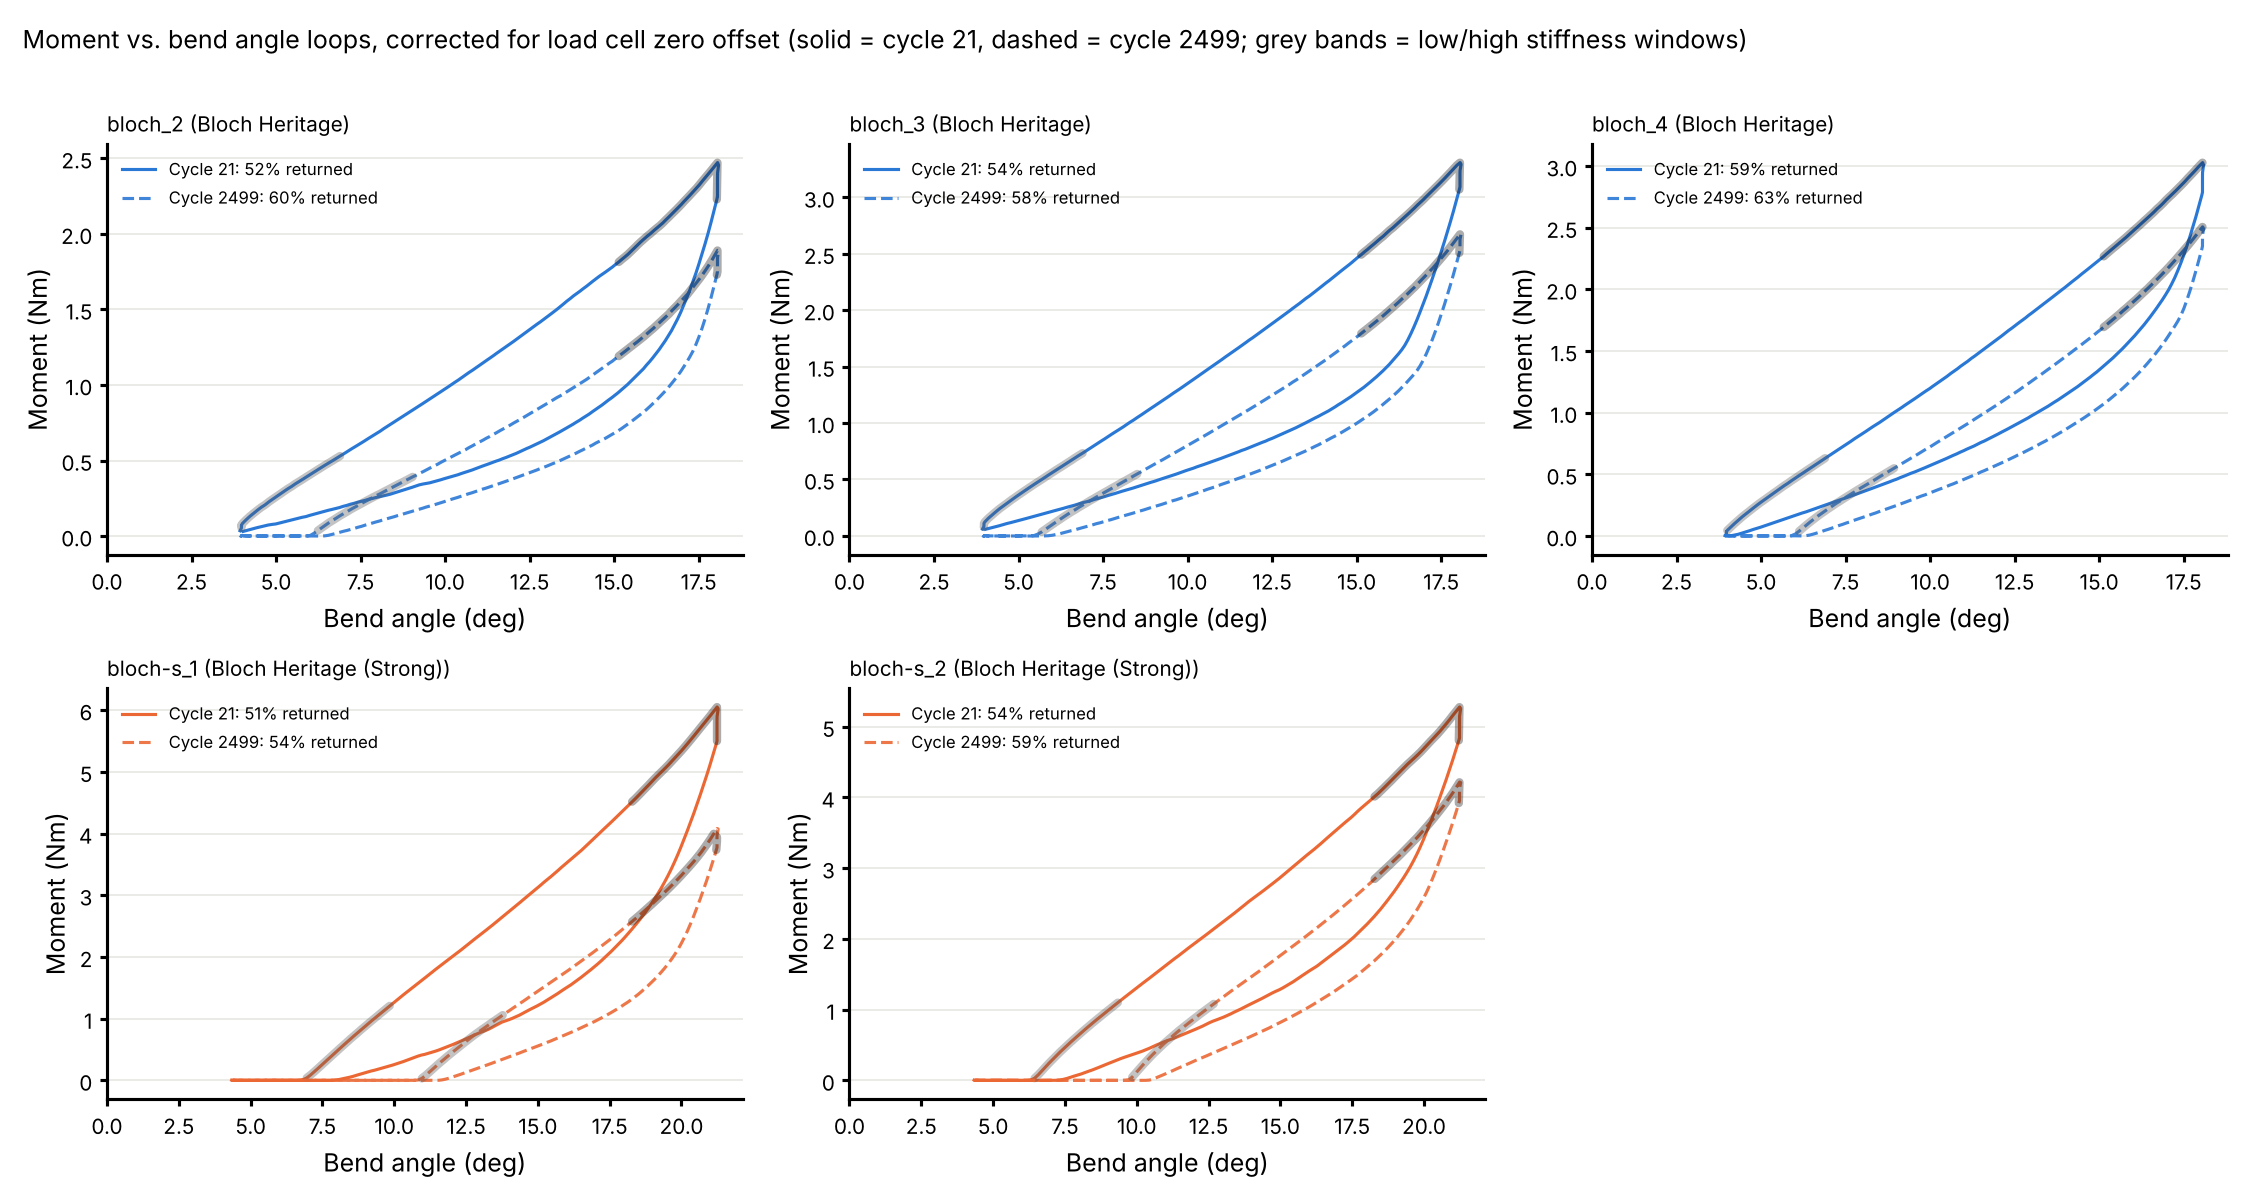 Moment vs. bend angle loops, corrected for load cell zero offset (solid = cycle 21, dashed = cycle 2499; grey bands = low/high stiffness windows)
bloch_2 (Bloch Heritage)
Cycle 21: 52% returned
Cycle 2499: 60% returned
2.5
2.0
1.5
1.0
0.5
0.0
Moment (Nm)
0.0 2.5 5.0 7.5 10.0 12.5 15.0 17.5
Bend angle (deg)
bloch_3 (Bloch Heritage)
Cycle 21: 54% returned
Cycle 2499: 58% returned
3.0
2.5
2.0
1.5
1.0
0.5
0.0
Moment (Nm)
0.0 2.5 5.0 7.5 10.0 12.5 15.0 17.5
Bend angle (deg)
bloch_4 (Bloch Heritage)
Cycle 21: 59% returned
Cycle 2499: 63% returned
3.0
2.5
2.0
1.5
1.0
0.5
0.0
Moment (Nm)
0.0 2.5 5.0 7.5 10.0 12.5 15.0 17.5
Bend angle (deg)
bloch-s_1 (Bloch Heritage (Strong))
Cycle 21: 51% returned
Cycle 2499: 54% returned
6
5
4
3
2
1
0
Moment (Nm)
0.0 2.5 5.0 7.5 10.0 12.5 15.0 17.5 20.0
Bend angle (deg)
bloch-s_2 (Bloch Heritage (Strong))
Cycle 21: 54% returned
Cycle 2499: 59% returned
5
4
3
2
1
0
Moment (Nm)
0.0 2.5 5.0 7.5 10.0 12.5 15.0 17.5 20.0
Bend angle (deg)